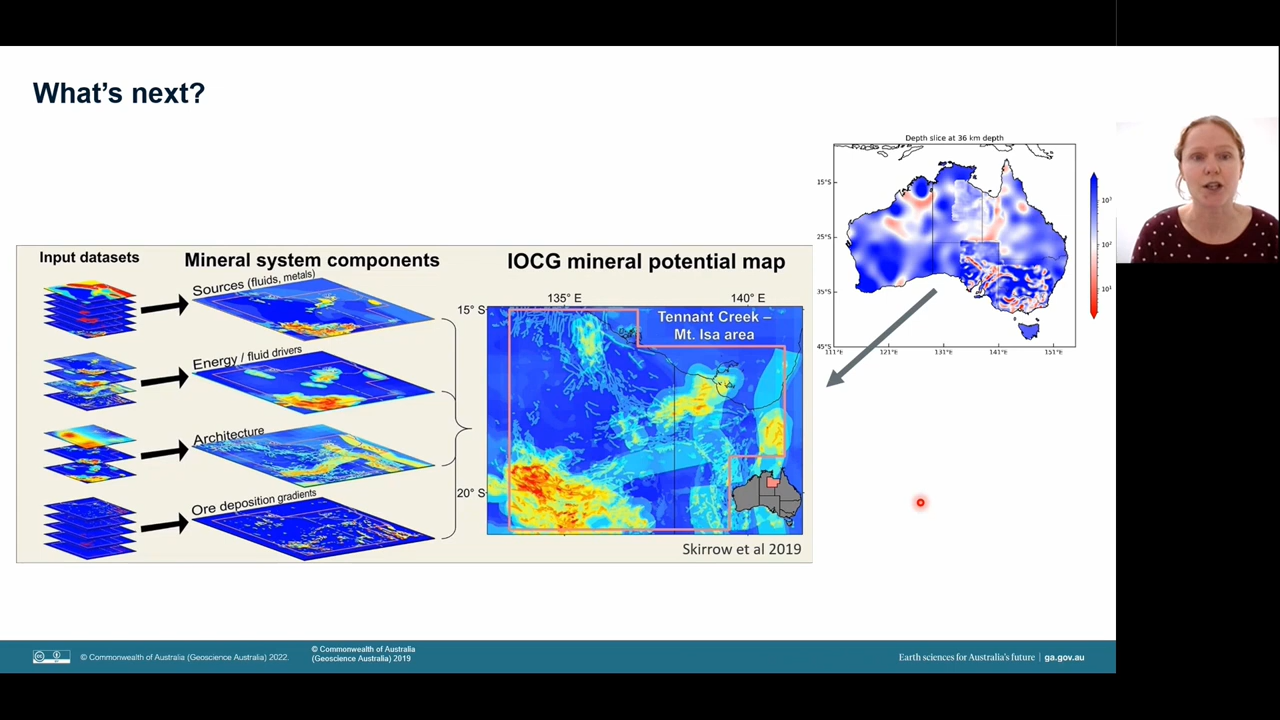 What's next?
Depth slice at 36 km depth
15°S
25°S
35°S
45°S
111°E
121°E
131°E
141°E
151°E
10³
10²
10¹
Input datasets
Mineral system components
IOCG mineral potential map
Sources (fluids, metals)
Energy / fluid drivers
Architecture
Ore deposition gradients
135° E
140° E
15° S
20° S
Tennant Creek –
Mt. Isa area
Skirrow et al 2019
© Commonwealth of Australia (Geoscience Australia) 2022.
© Commonwealth of Australia
(Geoscience Australia) 2019
Earth sciences for Australia's future | ga.gov.au